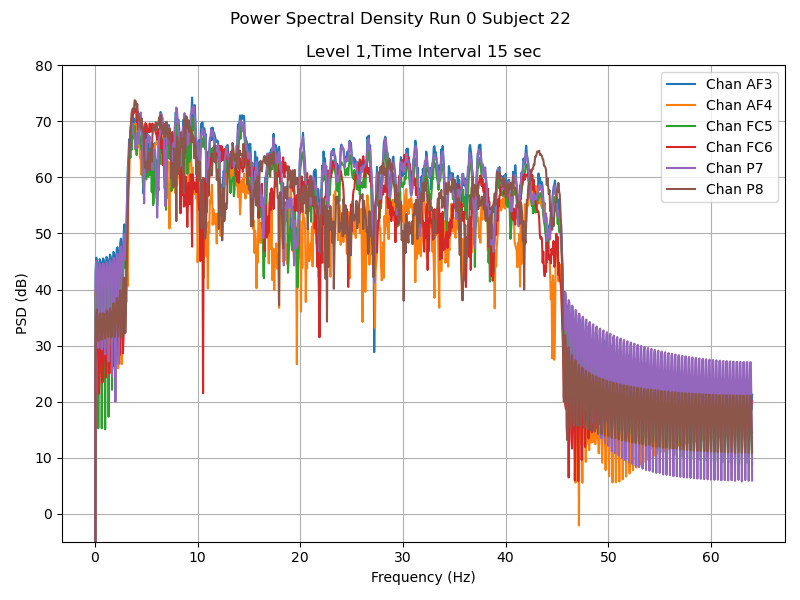 Power Spectral Density Run 0 Subject 22
Level 1,Time Interval 15 sec
Chan AF3
Chan AF4
Chan FC5
Chan FC6
Chan P7
Chan P8
PSD (dB)
80
70
60
50
40
30
20
10
0
0 10 20 30 40 50 60
Frequency (Hz)